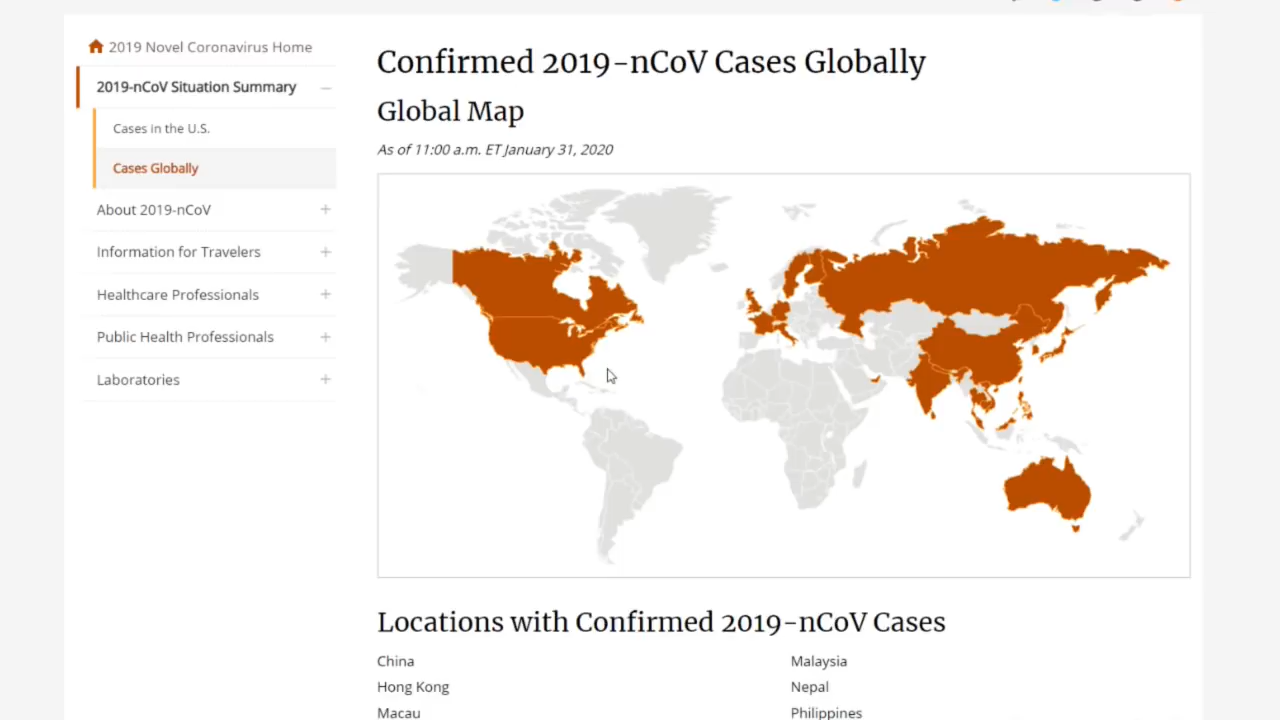 2019 Novel Coronavirus Home
2019-nCoV Situation Summary
Cases in the U.S.
Cases Globally
About 2019-nCoV
Information for Travelers
Healthcare Professionals
Public Health Professionals
Laboratories
Confirmed 2019-nCoV Cases Globally
Global Map
As of 11:00 a.m. ET January 31, 2020
Locations with Confirmed 2019-nCoV Cases
China
Hong Kong
Macau
Malaysia
Nepal
Philippines